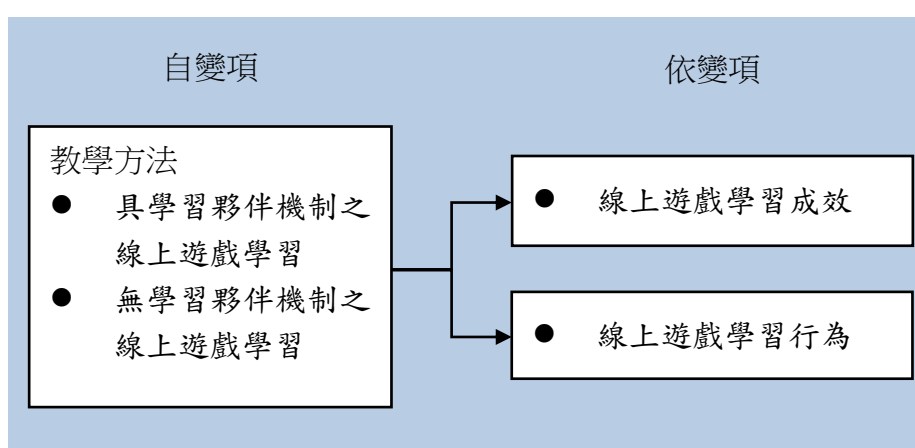 自變項
依變項
教學方法
● 具學習夥伴機制之
線上遊戲學習
● 無學習夥伴機制之
線上遊戲學習
● 線上遊戲學習成效
● 線上遊戲學習行為